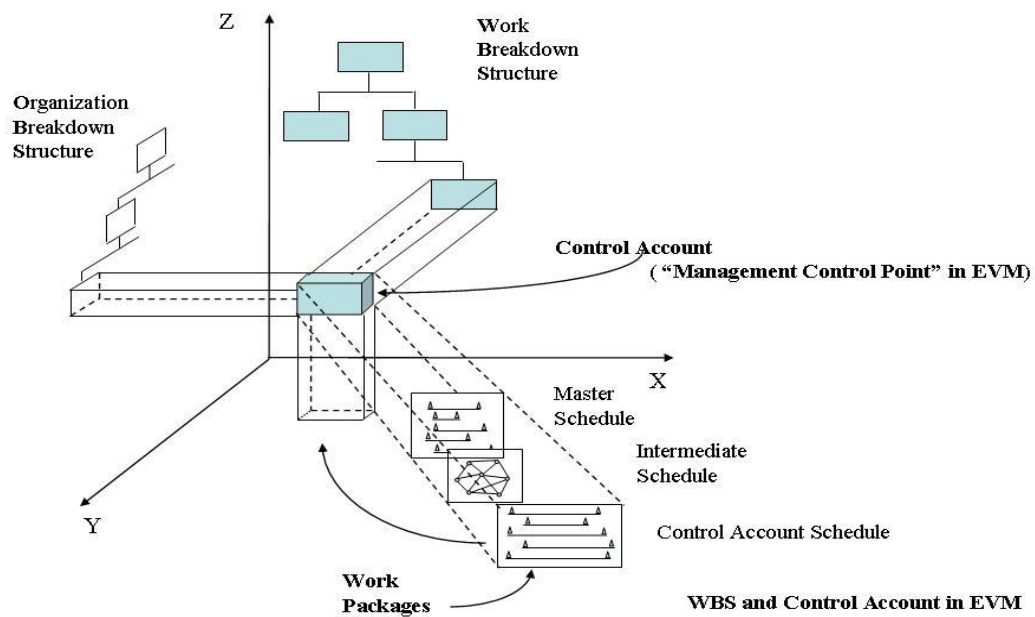 Z
Work
Breakdown
Structure
Organization
Breakdown
Structure
Control Account
( “Management Control Point” in EVM)
X
Master
Schedule
Intermediate
Schedule
Y
Control Account Schedule
Work
Packages
WBS and Control Account in EVM